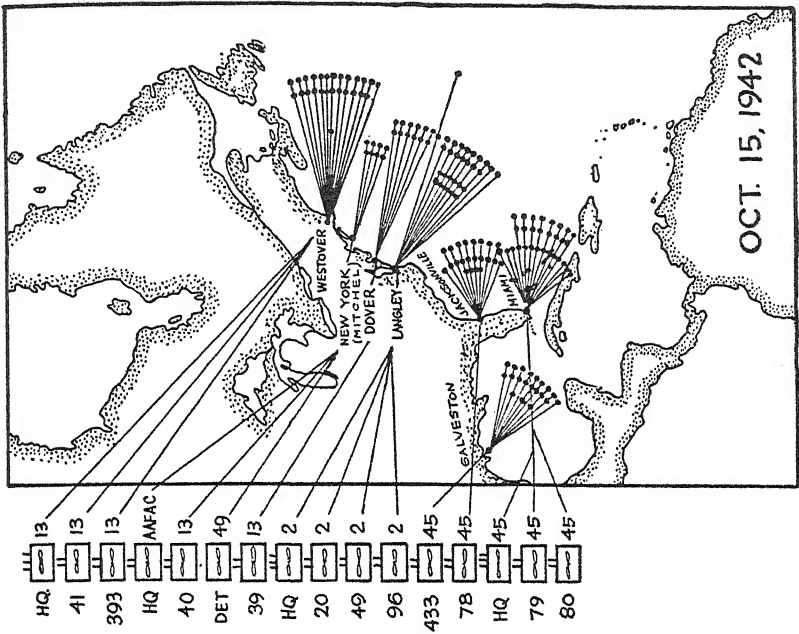 OCT. 15, 1942
WESTOVER
NEW YORK
(MITCHEL)
DOVER
LANGLEY
JACKSONVILLE
MIAMI
GALVESTON
HQ. 13
41 13
393 13
HQ AAFAC
40 13
DET 49
39 13
HQ 2
20 2
49 2
96 2
433 45
78 45
HQ 45
79 45
80 45